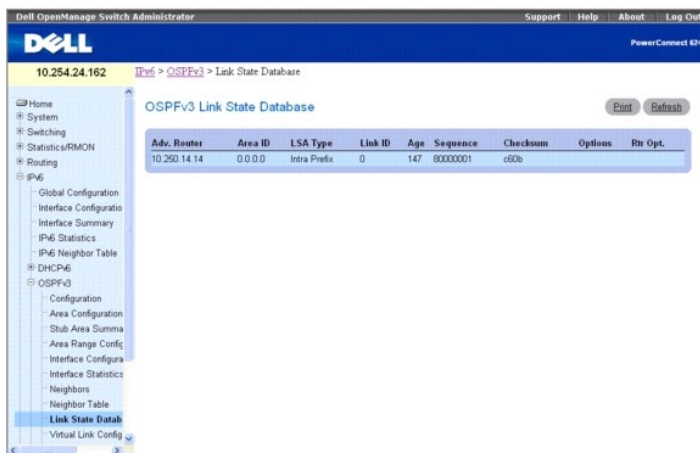 Dell OpenManage Switch Administrator
Support Help About Log Out
DELL
PowerConnect 624
10.254.24.162
IPv6 > OSPFv3 > Link State Database
Home
System
Switching
Statistics/RMON
Routing
IPv6
Global Configuration
Interface Configuratio
Interface Summary
IPv6 Statistics
IPv6 Neighbor Table
DHCPv6
OSPFv3
Configuration
Area Configuration
Stub Area Summa
Area Range Config
Interface Configura
Interface Statistics
Neighbors
Neighbor Table
Link State Datab
Virtual Link Config
OSPFv3 Link State Database
Print Refresh
Adv. Router Area ID LSA Type Link ID Age Sequence Checksum Options Rtr Opt.
10.250.14.14 0.0.0.0 Intra Prefix 0 147 80000001 c60b